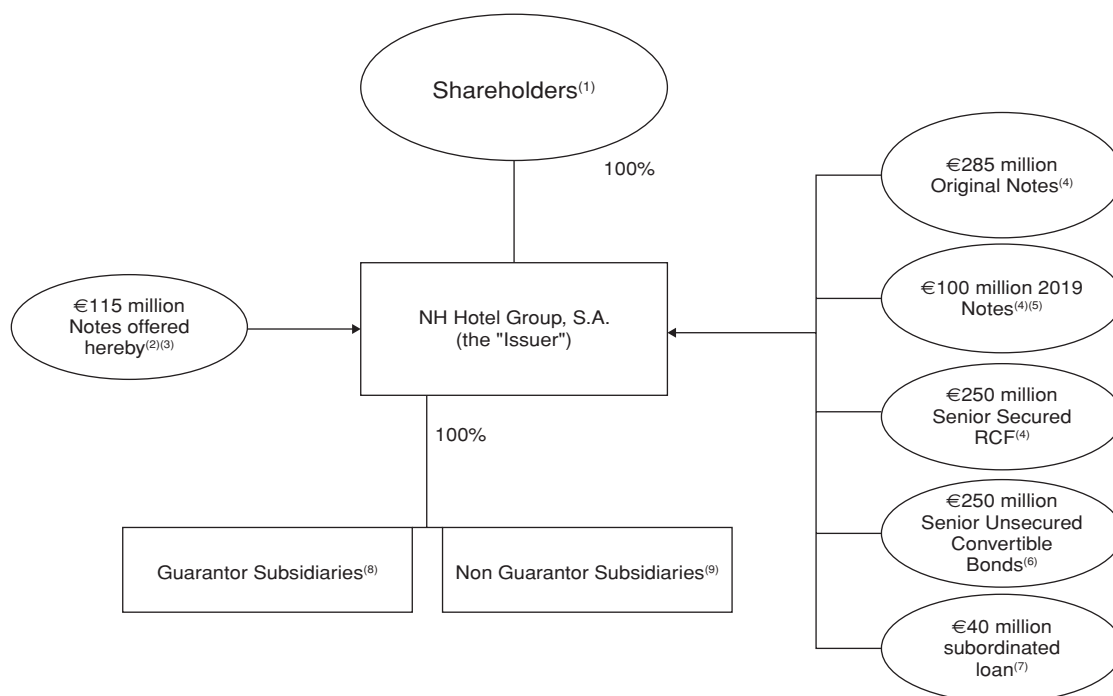 Shareholders(1)
100%
€285 million
Original Notes(4)
€115 million
Notes offered
hereby(2)(3)
NH Hotel Group, S.A.
(the "Issuer")
€100 million 2019
Notes(4)(5)
€250 million
Senior Secured
RCF(4)
100%
€250 million
Senior Unsecured
Convertible
Bonds(6)
Guarantor Subsidiaries(8)
Non Guarantor Subsidiaries(9)
€40 million
subordinated
loan(7)